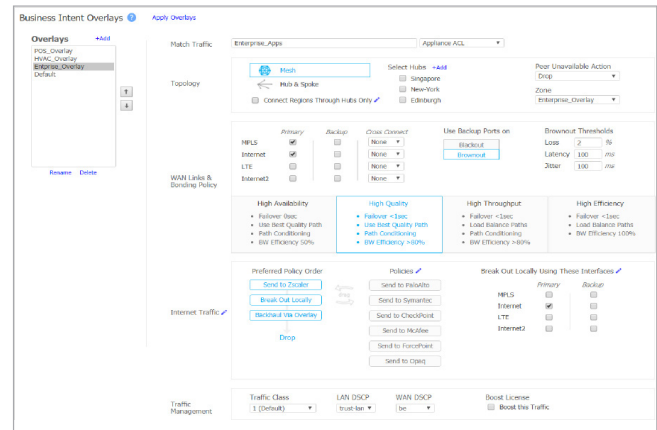 Business Intent Overlays ? Apply Overlays
Overlays +Add
POS_Overlay
HVAC_Overlay
Entprise_Overlay
Default
Rename Delete
Match Traffic Enterprise_Apps Appliance ACL
Topology
Mesh
Hub & Spoke
Connect Regions Through Hubs Only
Select Hubs +Add
Singapore
New-York
Edinburgh
Peer Unavailable Action
Drop
Zone
Enterprise_Overlay
WAN Links &
Bonding Policy
Primary Backup Cross Connect
MPLS None
Internet None
LTE None
Internet2 None
Use Backup Ports on
Blackout
Brownout
Brownout Thresholds
Loss 2 %
Latency 100 ms
Jitter 100 ms
High Availability
• Failover 0sec
• Use Best Quality Path
• Path Conditioning
• BW Efficiency 50%
High Quality
• Failover <1sec
• Use Best Quality Path
• Path Conditioning
• BW Efficiency >80%
High Throughput
• Failover <1sec
• Load Balance Paths
• Path Conditioning
• BW Efficiency >80%
High Efficiency
• Failover <1sec
• Load Balance Paths
• BW Efficiency 100%
Internet Traffic
Preferred Policy Order
Send to Zscaler
Break Out Locally
Backhaul Via Overlay
Drop
Policies
Send to PaloAlto
Send to Symantec
Send to CheckPoint
Send to McAfee
Send to ForcePoint
Send to Opaq
Break Out Locally Using These Interfaces
Primary Backup
MPLS
Internet
LTE
Internet2
Traffic
Management
Traffic Class LAN DSCP WAN DSCP Boost License
1 (Default) trust-lan be Boost this Traffic